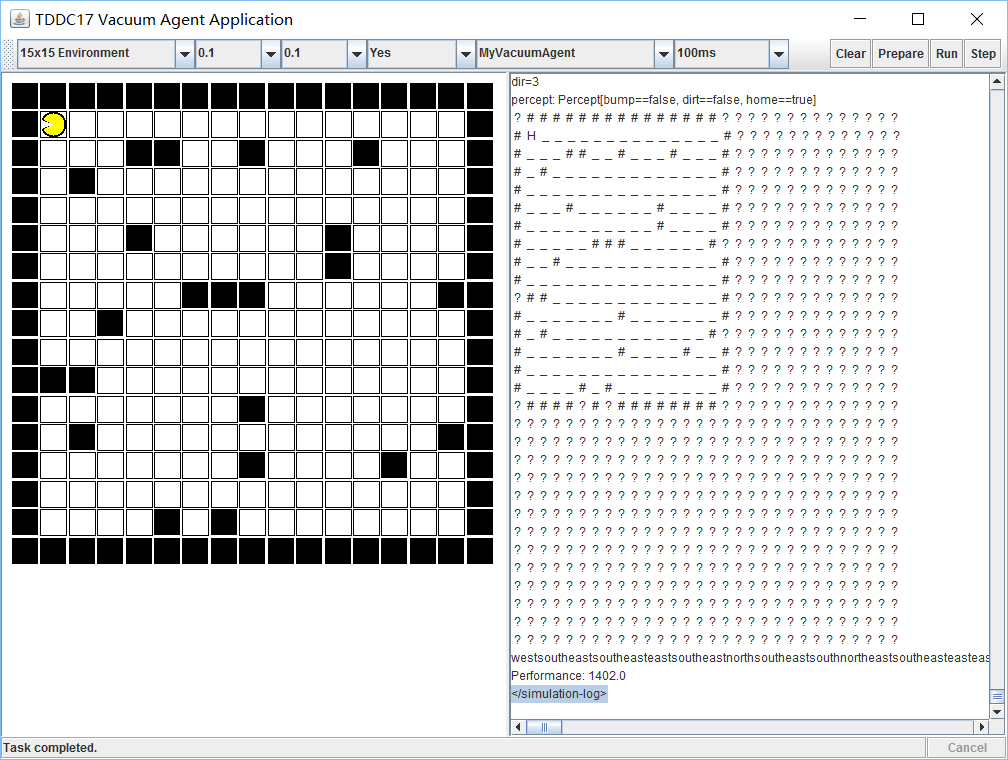 TDDC17 Vacuum Agent Application
15x15 Environment 0.1 0.1 Yes MyVacuumAgent 100ms Clear Prepare Run Step
dir=3
percept: Percept[bump==false, dirt==false, home==true]
? # # # # # # # # # # # # # # # ? ? ? ? ? ? ? ? ? ? ? ? ? ?
# H _ _ _ _ _ _ _ _ _ _ _ _ _ _ # ? ? ? ? ? ? ? ? ? ? ? ? ?
# _ _ _ # # _ _ # _ _ _ # _ _ _ # ? ? ? ? ? ? ? ? ? ? ? ? ?
# _ # _ _ _ _ _ _ _ _ _ _ _ _ _ # ? ? ? ? ? ? ? ? ? ? ? ? ?
# _ _ _ _ _ _ _ _ _ _ _ _ _ _ _ # ? ? ? ? ? ? ? ? ? ? ? ? ?
# _ _ _ # _ _ _ _ _ _ # _ _ _ _ # ? ? ? ? ? ? ? ? ? ? ? ? ?
# _ _ _ _ _ _ _ _ _ _ # _ _ _ _ # ? ? ? ? ? ? ? ? ? ? ? ? ?
# _ _ _ _ _ # # # _ _ _ _ _ _ # ? ? ? ? ? ? ? ? ? ? ? ? ? ?
# _ _ # _ _ _ _ _ _ _ _ _ _ _ _ # ? ? ? ? ? ? ? ? ? ? ? ? ?
# _ _ _ _ _ _ _ _ _ _ _ _ _ _ _ # ? ? ? ? ? ? ? ? ? ? ? ? ?
? # # _ _ _ _ _ _ _ _ _ _ _ _ _ # ? ? ? ? ? ? ? ? ? ? ? ? ?
# _ _ _ _ _ _ _ # _ _ _ _ _ _ _ # ? ? ? ? ? ? ? ? ? ? ? ? ?
# _ # _ _ _ _ _ _ _ _ _ _ _ _ # ? ? ? ? ? ? ? ? ? ? ? ? ? ?
# _ _ _ _ _ _ _ # _ _ _ _ # _ _ # ? ? ? ? ? ? ? ? ? ? ? ? ?
# _ _ _ _ _ _ _ _ _ _ _ _ _ _ _ # ? ? ? ? ? ? ? ? ? ? ? ? ?
# _ _ _ _ # _ # _ _ _ _ _ _ _ _ # ? ? ? ? ? ? ? ? ? ? ? ? ?
? # # # # ? # ? # # # # # # # # ? ? ? ? ? ? ? ? ? ? ? ? ? ?
? ? ? ? ? ? ? ? ? ? ? ? ? ? ? ? ? ? ? ? ? ? ? ? ? ? ? ? ? ?
? ? ? ? ? ? ? ? ? ? ? ? ? ? ? ? ? ? ? ? ? ? ? ? ? ? ? ? ? ?
? ? ? ? ? ? ? ? ? ? ? ? ? ? ? ? ? ? ? ? ? ? ? ? ? ? ? ? ? ?
? ? ? ? ? ? ? ? ? ? ? ? ? ? ? ? ? ? ? ? ? ? ? ? ? ? ? ? ? ?
? ? ? ? ? ? ? ? ? ? ? ? ? ? ? ? ? ? ? ? ? ? ? ? ? ? ? ? ? ?
? ? ? ? ? ? ? ? ? ? ? ? ? ? ? ? ? ? ? ? ? ? ? ? ? ? ? ? ? ?
? ? ? ? ? ? ? ? ? ? ? ? ? ? ? ? ? ? ? ? ? ? ? ? ? ? ? ? ? ?
? ? ? ? ? ? ? ? ? ? ? ? ? ? ? ? ? ? ? ? ? ? ? ? ? ? ? ? ? ?
? ? ? ? ? ? ? ? ? ? ? ? ? ? ? ? ? ? ? ? ? ? ? ? ? ? ? ? ? ?
? ? ? ? ? ? ? ? ? ? ? ? ? ? ? ? ? ? ? ? ? ? ? ? ? ? ? ? ? ?
? ? ? ? ? ? ? ? ? ? ? ? ? ? ? ? ? ? ? ? ? ? ? ? ? ? ? ? ? ?
? ? ? ? ? ? ? ? ? ? ? ? ? ? ? ? ? ? ? ? ? ? ? ? ? ? ? ? ? ?
? ? ? ? ? ? ? ? ? ? ? ? ? ? ? ? ? ? ? ? ? ? ? ? ? ? ? ? ? ?
westsoutheastsoutheasteastsoutheastnorthsoutheastsouthnortheastsoutheasteasteas
Performance: 1402.0
</simulation-log>
Task completed. Cancel